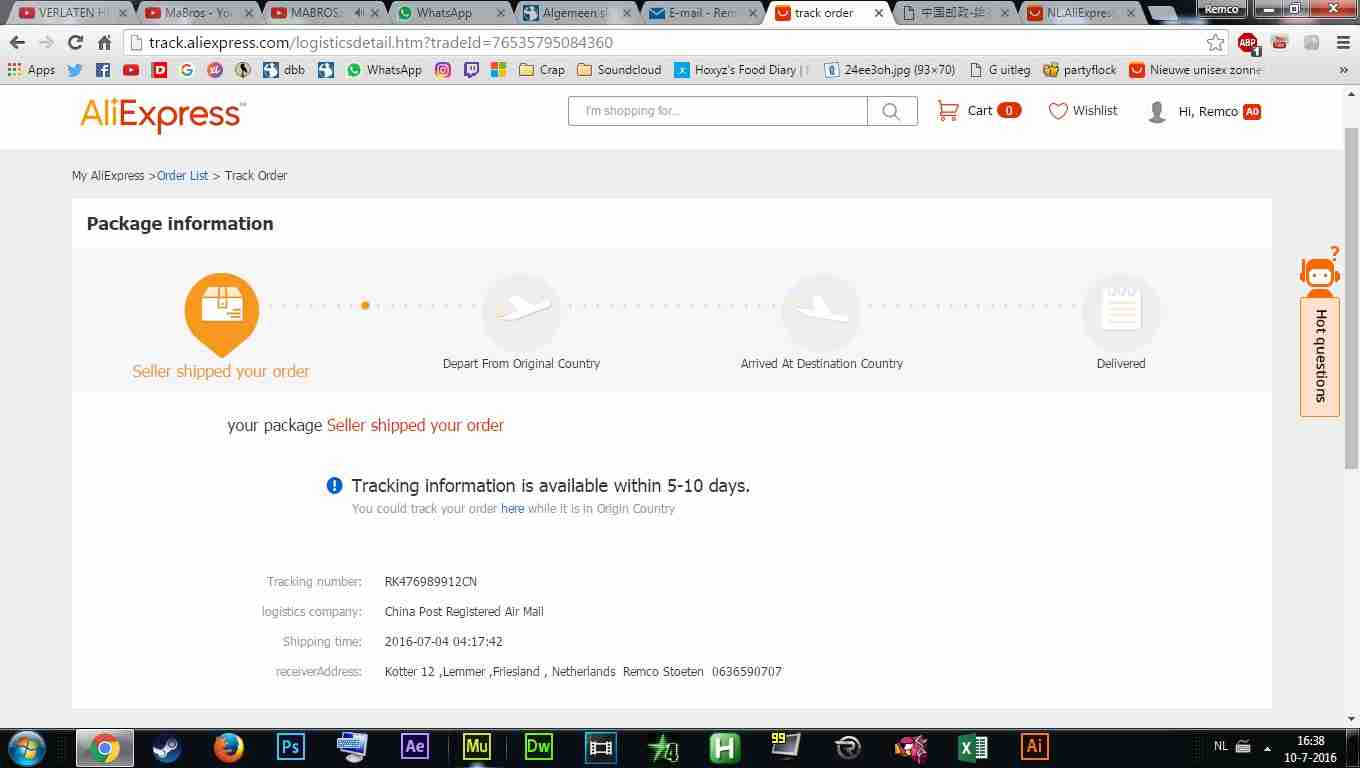 VERLATEN H
MaBros - You
MABROS
WhatsApp
Algemeen sl
E-mail - Rem
track order
中国邮政-给
NL.AliExpres
Remco
track.aliexpress.com/logisticsdetail.htm?tradeId=76535795084360
ABP 1
Apps
dbb
WhatsApp
Crap
Soundcloud
Hoxyz's Food Diary |
24ee3oh.jpg (93×70)
G uitleg
partyflock
Nieuwe unisex zonne
»
AliExpress™
I'm shopping for...
Cart 0
Wishlist
Hi, Remco A0
My AliExpress >Order List > Track Order
Package information
Seller shipped your order
Depart From Original Country
Arrived At Destination Country
Delivered
?
Hot questions
your package Seller shipped your order
Tracking information is available within 5-10 days.
You could track your order here while it is in Origin Country
Tracking number: RK476989912CN
logistics company: China Post Registered Air Mail
Shipping time: 2016-07-04 04:17:42
receiverAddress: Kotter 12 ,Lemmer ,Friesland , Netherlands Remco Stoeten 0636590707
Ps
Ae
Mu
Dw
H
99
Ai
NL
16:38
10-7-2016